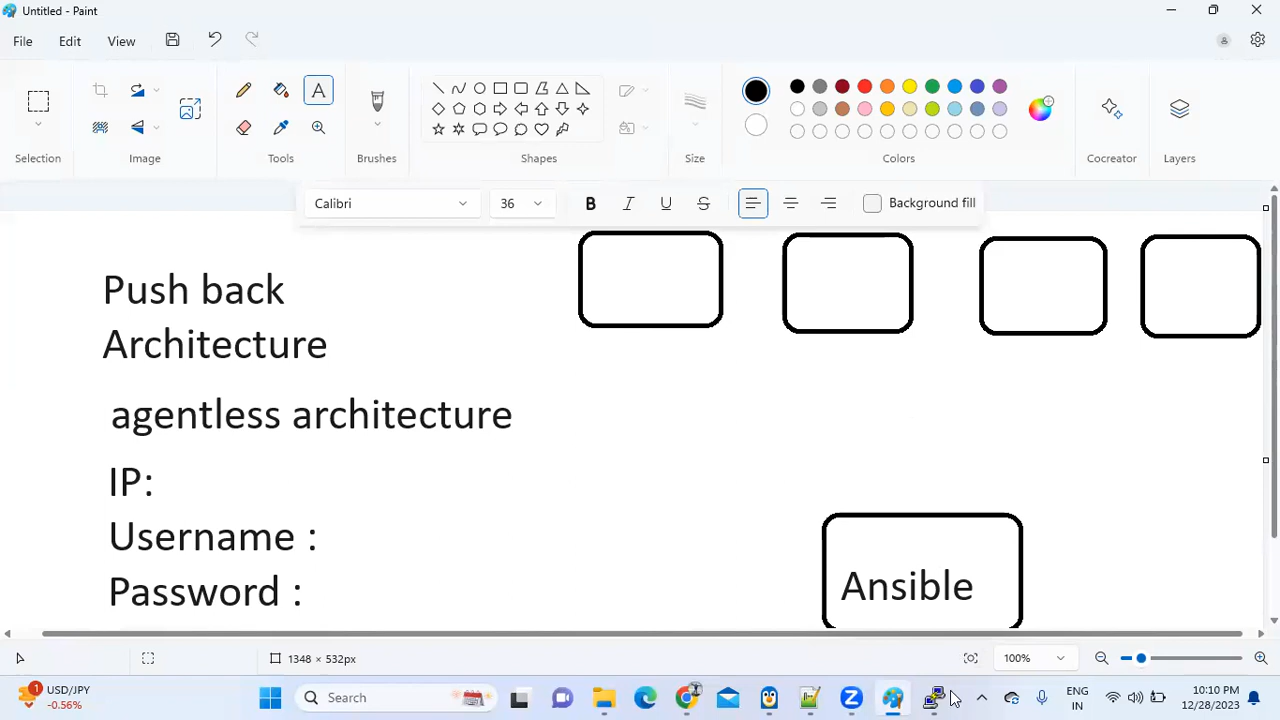 Untitled - Paint
File Edit View
Selection Image Tools Brushes Shapes Size Colors Cocreator Layers
Calibri 36 B I U S Background fill
Push back
Architecture
agentless architecture
IP:
Username :
Password :
Ansible
1348 × 532px 100%
1 USD/JPY
-0.56%
Search
ENG
IN
10:10 PM
12/28/2023